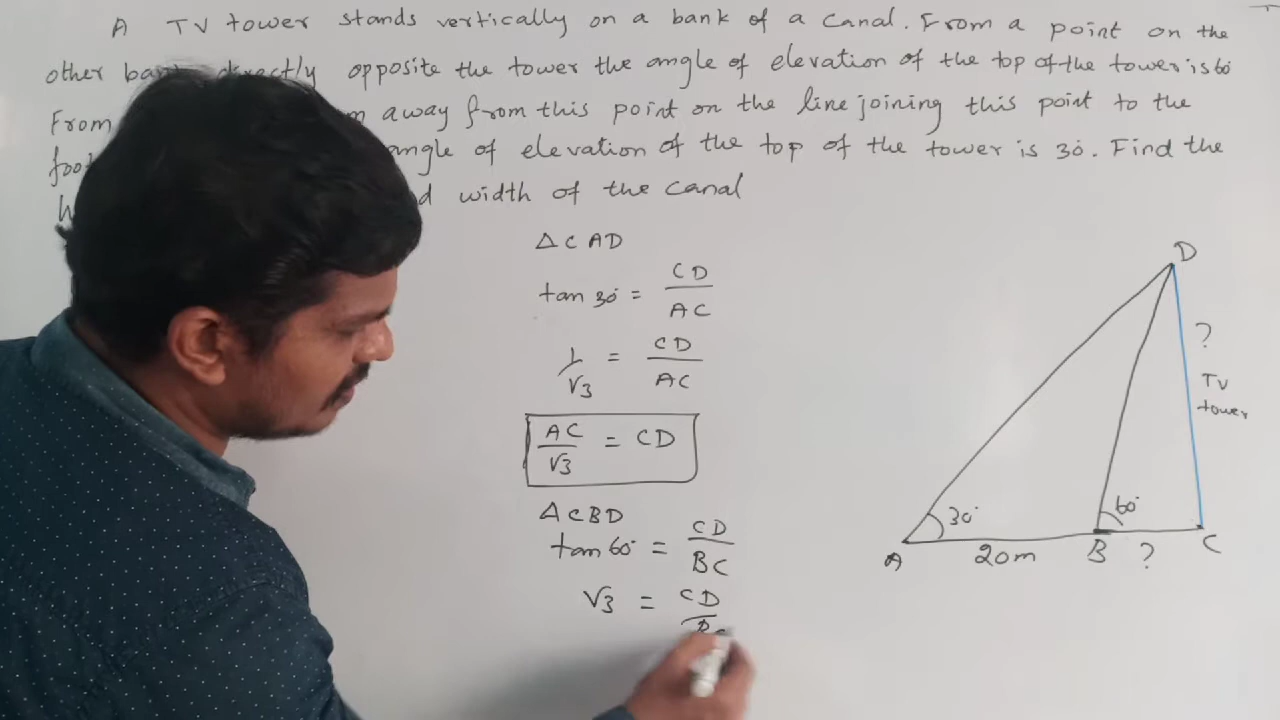 A TV tower stands vertically on a bank of a canal. From a point on the
other directly opposite the tower the angle of elevation of the top of the tower is 60
From away from this point on the line joining this point to the
angle of elevation of the top of the tower is 30°. Find the
width of the canal
Δ CAD
tan 30° = CD / AC
1/√3 = CD / AC
AC / √3 = CD
Δ CBD
tan 60° = CD / BC
√3 = CD
D
?
TV
tower
30°
60°
A 20m B ? C